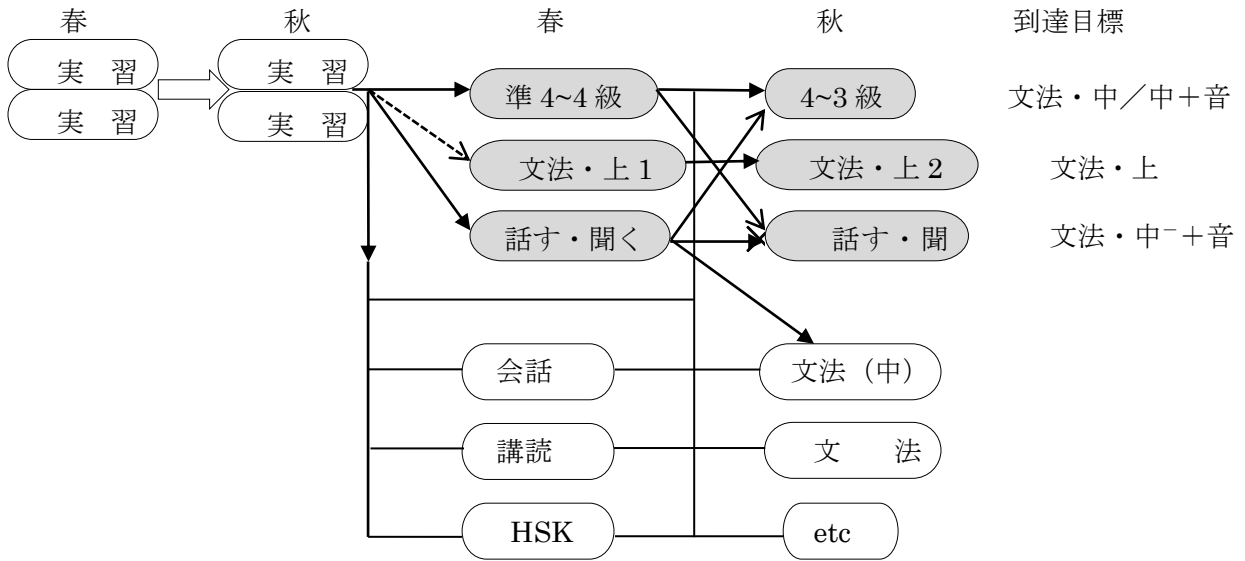 春 秋 春 秋 到達目標
実 習 実 習
実 習 実 習
準 4~4 級 4~3 級 文法・中／中＋音
文法・上 1 文法・上 2 文法・上
話す・聞く 話す・聞 文法・中⁻＋音
会話 文法（中）
講読 文 法
HSK etc